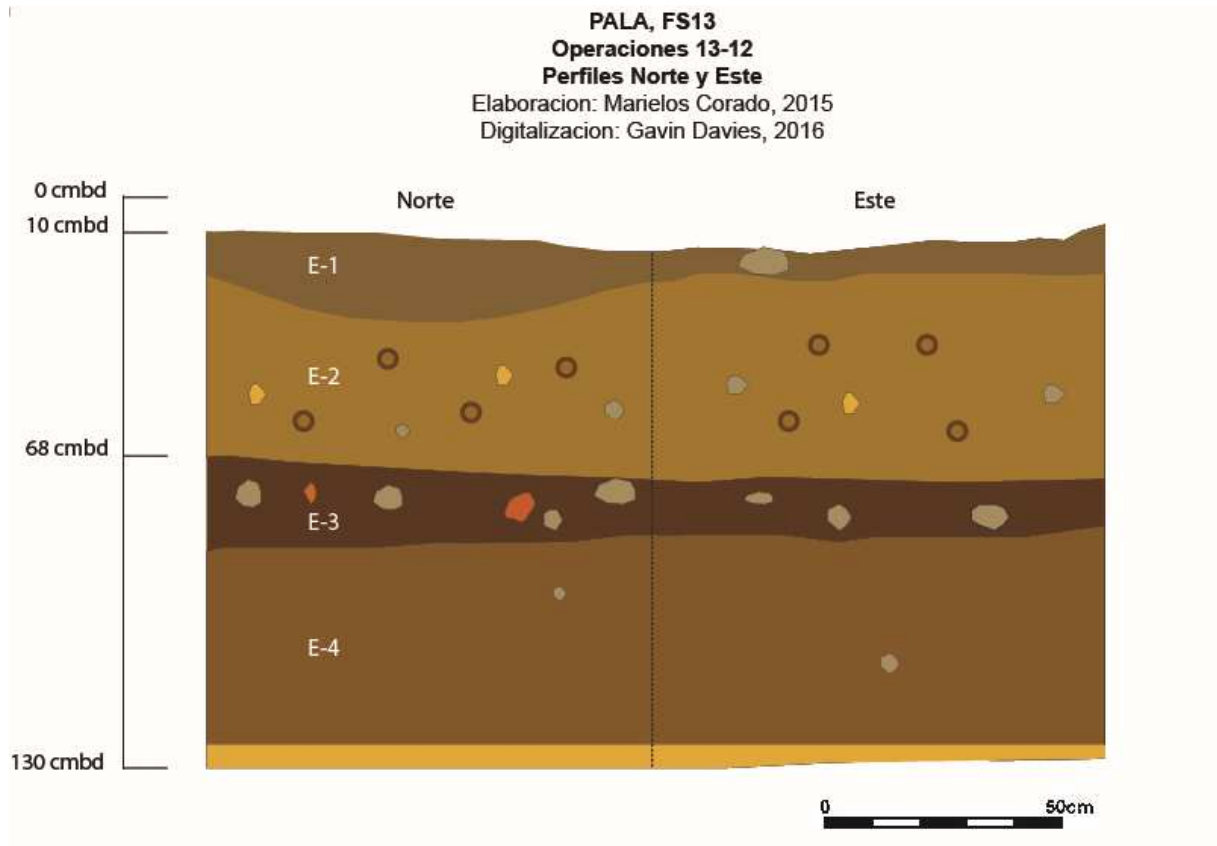 PALA, FS13
Operaciones 13-12
Perfiles Norte y Este
Elaboracion: Marielos Corado, 2015
Digitalizacion: Gavin Davies, 2016
0 cmbd
Norte
Este
10 cmbd
E-1
E-2
68 cmbd
E-3
E-4
130 cmbd
0
50cm